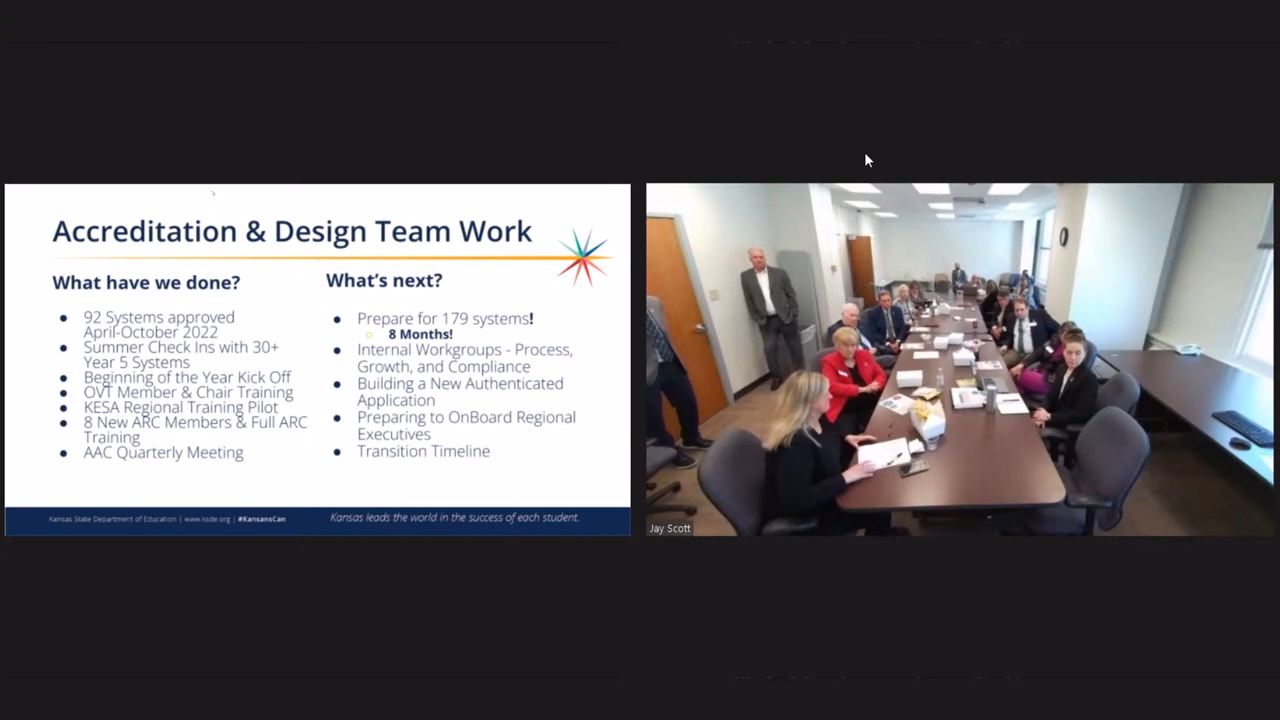 Accreditation & Design Team Work
What have we done?
92 Systems approved
April-October 2022
Summer Check Ins with 30+
Year 5 Systems
Beginning of the Year Kick Off
OVT Member & Chair Training
KESA Regional Training Pilot
8 New ARC Members & Full ARC
Training
AAC Quarterly Meeting
What's next?
Prepare for 179 systems!
8 Months!
Internal Workgroups - Process,
Growth, and Compliance
Building a New Authenticated
Application
Preparing to OnBoard Regional
Executives
Transition Timeline
Kansas State Department of Education | www.ksde.org | #KansansCan
Kansas leads the world in the success of each student.
Jay Scott